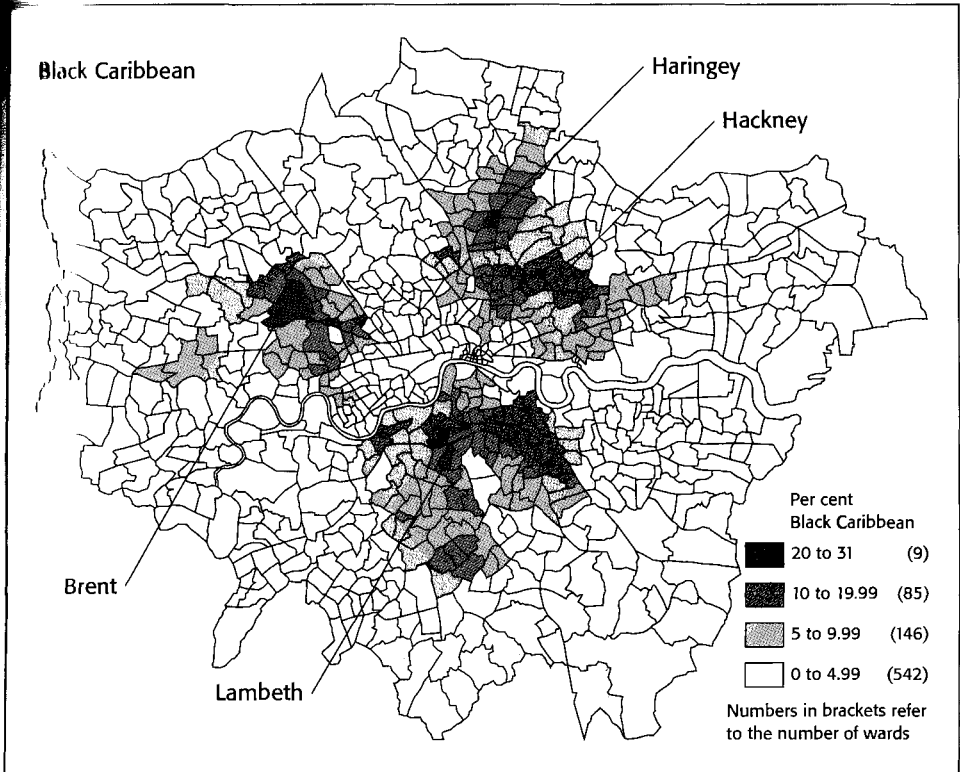 Black Caribbean
Haringey
Hackney
Brent
Lambeth
Per cent
Black Caribbean
20 to 31 (9)
10 to 19.99 (85)
5 to 9.99 (146)
0 to 4.99 (542)
Numbers in brackets refer
to the number of wards